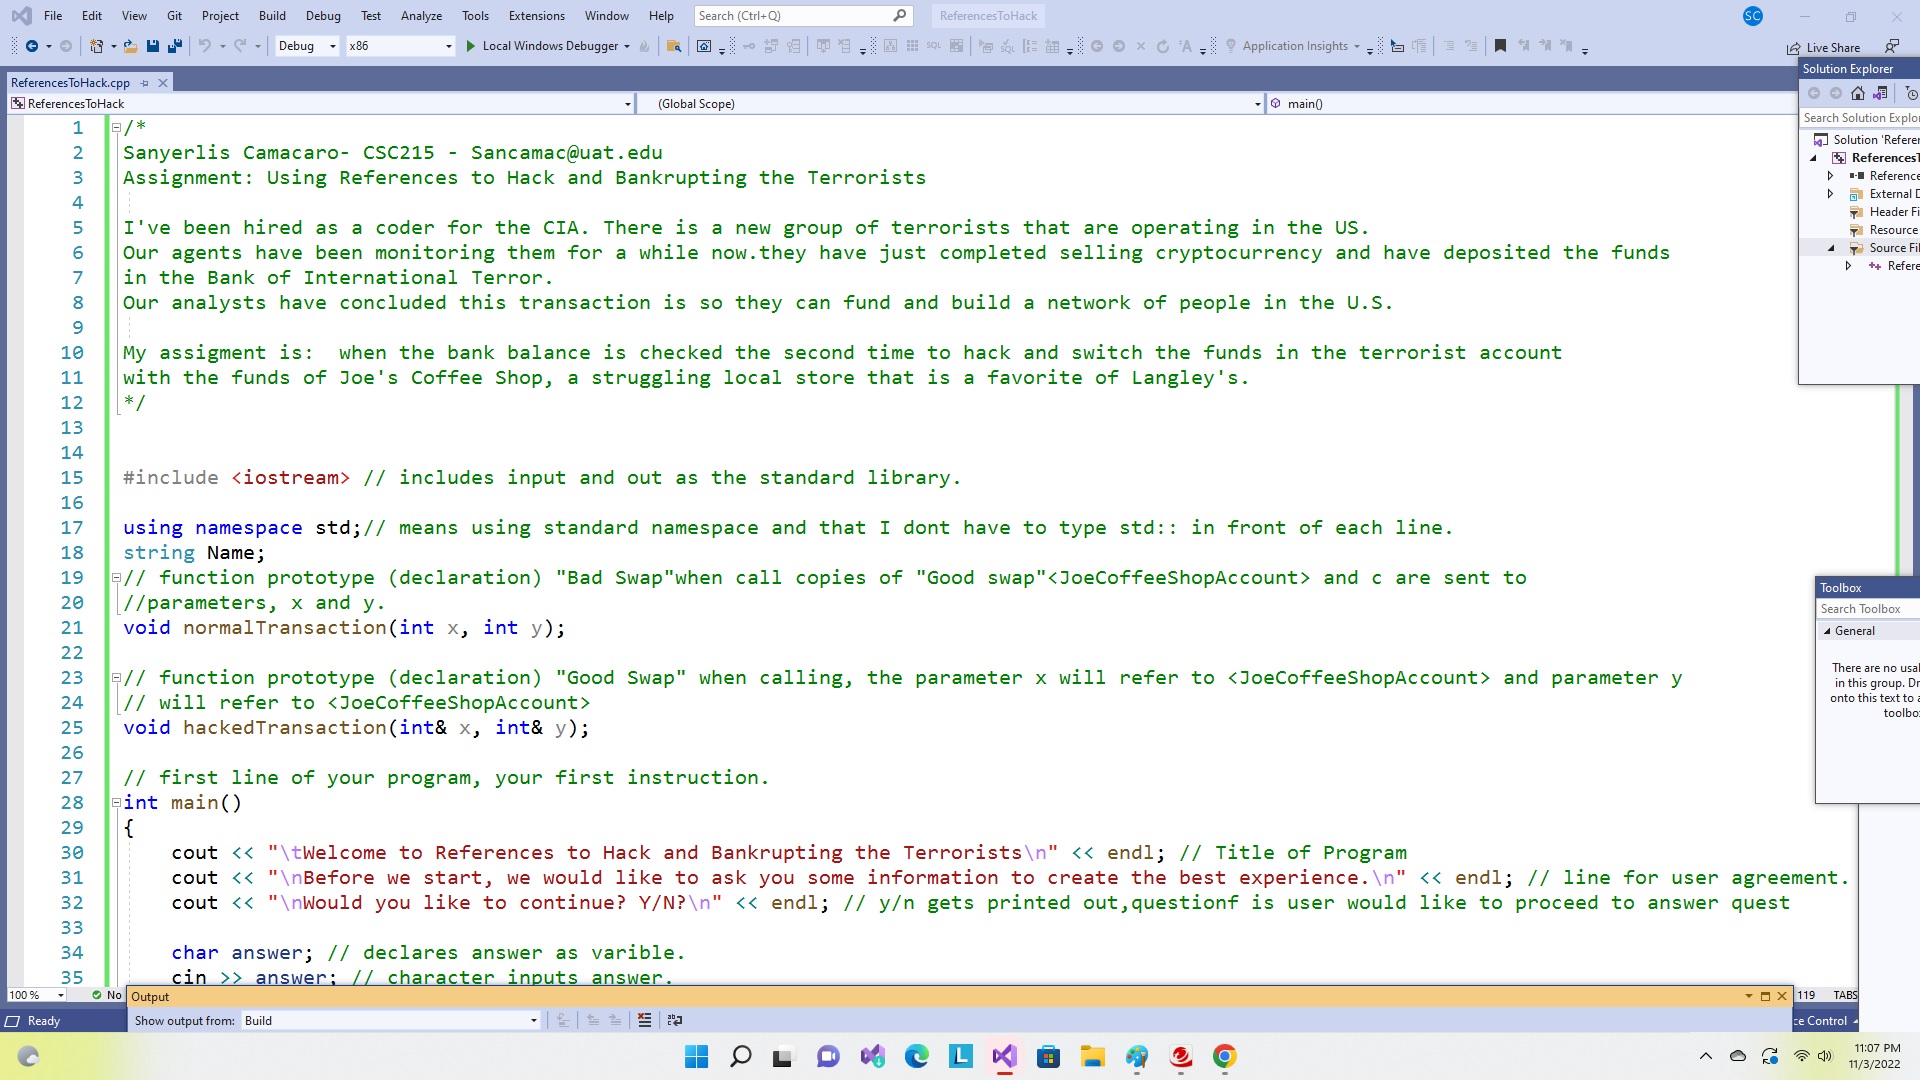 File Edit View Git Project Build Debug Test Analyze Tools Extensions Window Help Search (Ctrl+Q) ReferencesToHack SC
Debug x86 Local Windows Debugger Application Insights Live Share
ReferencesToHack.cpp
ReferencesToHack (Global Scope) main()
1 /*
2 Sanyerlis Camacaro- CSC215 - Sancamac@uat.edu
3 Assignment: Using References to Hack and Bankrupting the Terrorists
4
5 I've been hired as a coder for the CIA. There is a new group of terrorists that are operating in the US.
6 Our agents have been monitoring them for a while now.they have just completed selling cryptocurrency and have deposited the funds
7 in the Bank of International Terror.
8 Our analysts have concluded this transaction is so they can fund and build a network of people in the U.S.
9
10 My assigment is:  when the bank balance is checked the second time to hack and switch the funds in the terrorist account
11 with the funds of Joe's Coffee Shop, a struggling local store that is a favorite of Langley's.
12 */
13
14
15 #include <iostream> // includes input and out as the standard library.
16
17 using namespace std;// means using standard namespace and that I dont have to type std:: in front of each line.
18 string Name;
19 // function prototype (declaration) "Bad Swap"when call copies of "Good swap"<JoeCoffeeShopAccount> and c are sent to
20 //parameters, x and y.
21 void normalTransaction(int x, int y);
22
23 // function prototype (declaration) "Good Swap" when calling, the parameter x will refer to <JoeCoffeeShopAccount> and parameter y
24 // will refer to <JoeCoffeeShopAccount>
25 void hackedTransaction(int& x, int& y);
26
27 // first line of your program, your first instruction.
28 int main()
29 {
30 cout << "\tWelcome to References to Hack and Bankrupting the Terrorists\n" << endl; // Title of Program
31 cout << "\nBefore we start, we would like to ask you some information to create the best experience.\n" << endl; // line for user agreement.
32 cout << "\nWould you like to continue? Y/N?\n" << endl; // y/n gets printed out,questionf is user would like to proceed to answer quest
33
34 char answer; // declares answer as varible.
35 cin >> answer; // character inputs answer.
Solution Explorer
Search Solution Explo
Solution 'Referen
ReferencesT
Reference
External D
Header Fi
Resource
Source Fil
Refere
Toolbox
Search Toolbox
General
There are no usal
in this group. Dr
onto this text to a
toolbo
100 % No Output 119 TABS
Ready Show output from: Build ce Control
11:07 PM
11/3/2022